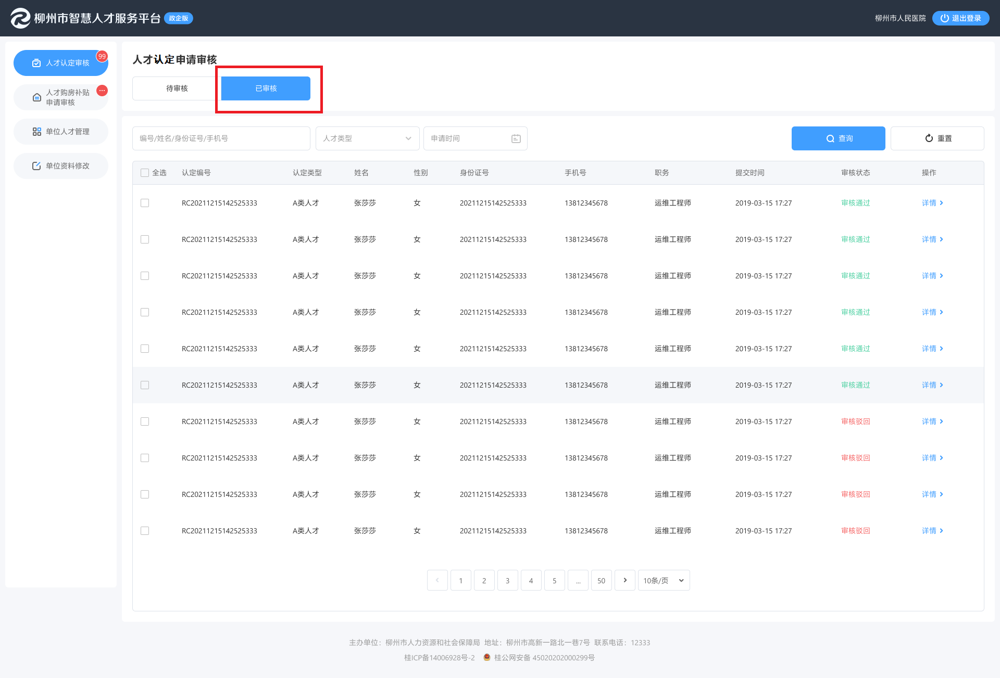 柳州市智慧人才服务平台 政企版
柳州市人民医院 退出登录
人才认定审核 99
人才购房补贴
申请审核
单位人才管理
单位资料修改
人才认定申请审核
待审核 已审核
编号/姓名/身份证号/手机号 人才类型 申请时间 查询 重置
全选 认定编号 认定类型 姓名 性别 身份证号 手机号 职务 提交时间 审核状态 操作
RC20211215142525333 A类人才 张莎莎 女 20211215142525333 13812345678 运维工程师 2019-03-15 17:27 审核通过 详情
RC20211215142525333 A类人才 张莎莎 女 20211215142525333 13812345678 运维工程师 2019-03-15 17:27 审核通过 详情
RC20211215142525333 A类人才 张莎莎 女 20211215142525333 13812345678 运维工程师 2019-03-15 17:27 审核通过 详情
RC20211215142525333 A类人才 张莎莎 女 20211215142525333 13812345678 运维工程师 2019-03-15 17:27 审核通过 详情
RC20211215142525333 A类人才 张莎莎 女 20211215142525333 13812345678 运维工程师 2019-03-15 17:27 审核通过 详情
RC20211215142525333 A类人才 张莎莎 女 20211215142525333 13812345678 运维工程师 2019-03-15 17:27 审核通过 详情
RC20211215142525333 A类人才 张莎莎 女 20211215142525333 13812345678 运维工程师 2019-03-15 17:27 审核驳回 详情
RC20211215142525333 A类人才 张莎莎 女 20211215142525333 13812345678 运维工程师 2019-03-15 17:27 审核驳回 详情
RC20211215142525333 A类人才 张莎莎 女 20211215142525333 13812345678 运维工程师 2019-03-15 17:27 审核驳回 详情
RC20211215142525333 A类人才 张莎莎 女 20211215142525333 13812345678 运维工程师 2019-03-15 17:27 审核驳回 详情
1 2 3 4 5 ... 50 10条/页
主办单位：柳州市人力资源和社会保障局 地址：柳州市高新一路北一巷7号 联系电话：12333
桂ICP备14006928号-2 桂公网安备 45020202000299号